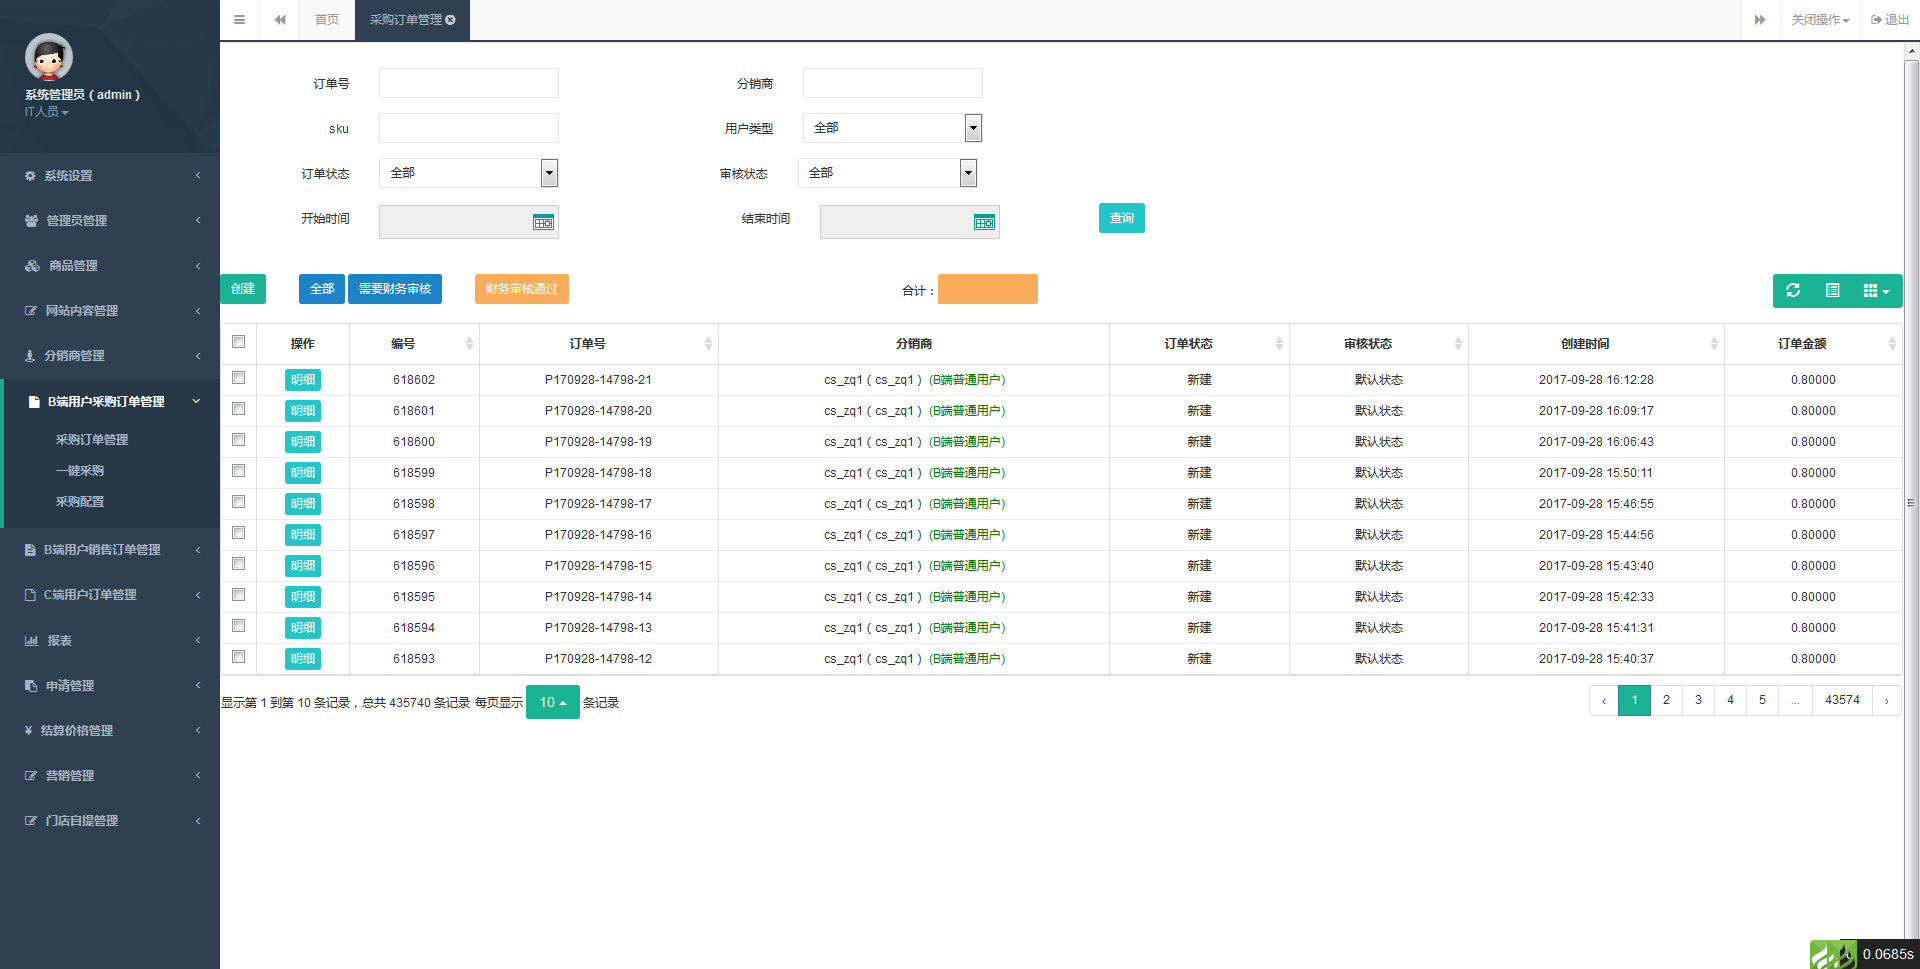 首页
采购订单管理
关闭操作
退出
系统管理员 ( admin )
IT人员
系统设置
管理员管理
商品管理
网站内容管理
分销商管理
B端用户采购订单管理
采购订单管理
一键采购
采购配置
B端用户销售订单管理
C端用户订单管理
报表
申请管理
¥ 结算价格管理
营销管理
门店自提管理
订单号
分销商
sku
用户类型 全部
订单状态 全部
审核状态 全部
开始时间
结束时间
查询
创建 全部 需要财务审核 财务审核通过 合计：
操作 编号 订单号 分销商 订单状态 审核状态 创建时间 订单金额
明细 618602 P170928-14798-21 cs_zq1 ( cs_zq1 ) (B端普通用户) 新建 默认状态 2017-09-28 16:12:28 0.80000
明细 618601 P170928-14798-20 cs_zq1 ( cs_zq1 ) (B端普通用户) 新建 默认状态 2017-09-28 16:09:17 0.80000
明细 618600 P170928-14798-19 cs_zq1 ( cs_zq1 ) (B端普通用户) 新建 默认状态 2017-09-28 16:06:43 0.80000
明细 618599 P170928-14798-18 cs_zq1 ( cs_zq1 ) (B端普通用户) 新建 默认状态 2017-09-28 15:50:11 0.80000
明细 618598 P170928-14798-17 cs_zq1 ( cs_zq1 ) (B端普通用户) 新建 默认状态 2017-09-28 15:46:55 0.80000
明细 618597 P170928-14798-16 cs_zq1 ( cs_zq1 ) (B端普通用户) 新建 默认状态 2017-09-28 15:44:56 0.80000
明细 618596 P170928-14798-15 cs_zq1 ( cs_zq1 ) (B端普通用户) 新建 默认状态 2017-09-28 15:43:40 0.80000
明细 618595 P170928-14798-14 cs_zq1 ( cs_zq1 ) (B端普通用户) 新建 默认状态 2017-09-28 15:42:33 0.80000
明细 618594 P170928-14798-13 cs_zq1 ( cs_zq1 ) (B端普通用户) 新建 默认状态 2017-09-28 15:41:31 0.80000
明细 618593 P170928-14798-12 cs_zq1 ( cs_zq1 ) (B端普通用户) 新建 默认状态 2017-09-28 15:40:37 0.80000
显示第 1 到第 10 条记录，总共 435740 条记录 每页显示 10 条记录
‹ 1 2 3 4 5 ... 43574 ›
0.0685s